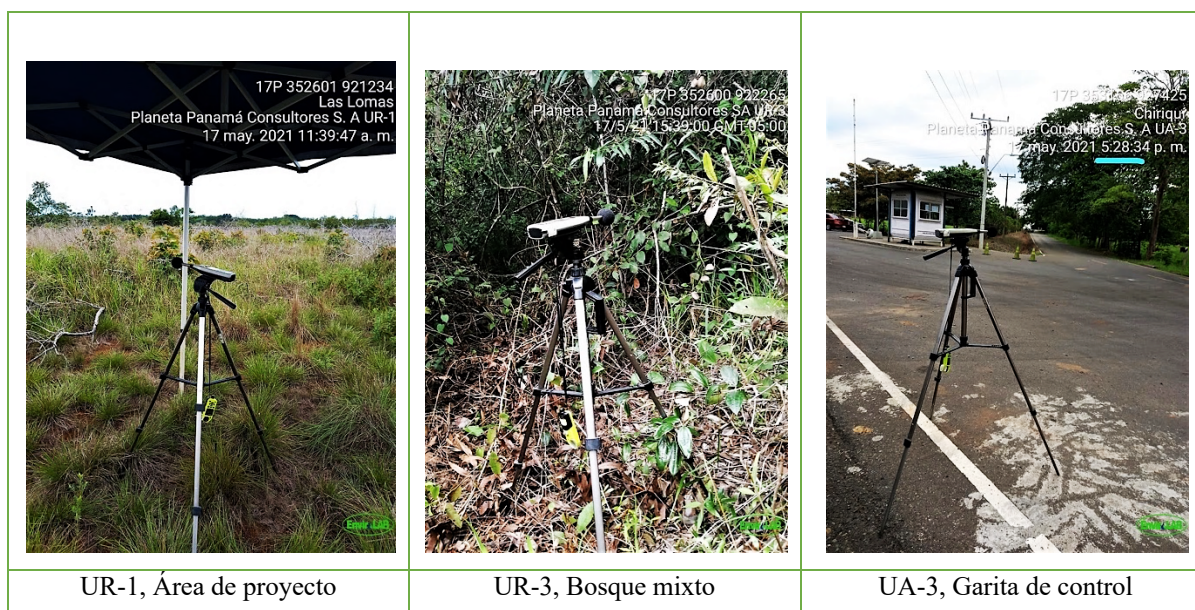 17P 352601 921234
Las Lomas
Planeta Panamá Consultores S. A UR-1
17 may. 2021 11:39:47 a. m.
Envir LAB
17P 352600 922265
Planeta Panamá Consultores SA UR-3
17/5/21 15:39:00 GMT-05:00
Envir LAB
17P
Chiriquí
Planeta Panamá Consultores S. A UA-3
17 may. 2021 5:28:34 p. m.
Envir LAB
UR-1, Área de proyecto
UR-3, Bosque mixto
UA-3, Garita de control